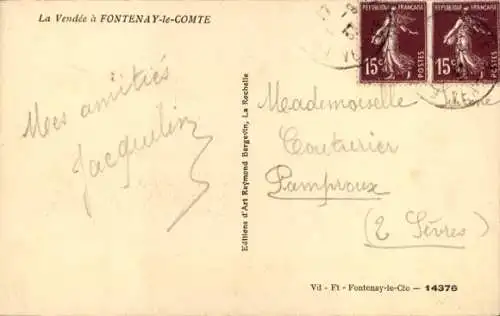 La Vendée à FONTENAY-le-COMTE
REPUBLIQUE FRANÇAISE
15c
POSTES
REPUBLIQUE FRANÇAISE
15c
POSTES
Mes amitiés
Jacqueline
Editions d'Art Raymond Bergevin, La Rochelle
Mademoiselle
Couturier
Pamproux
(2 Sèvres)
Vd - Ft - Fontenay-le-Cte — 14376